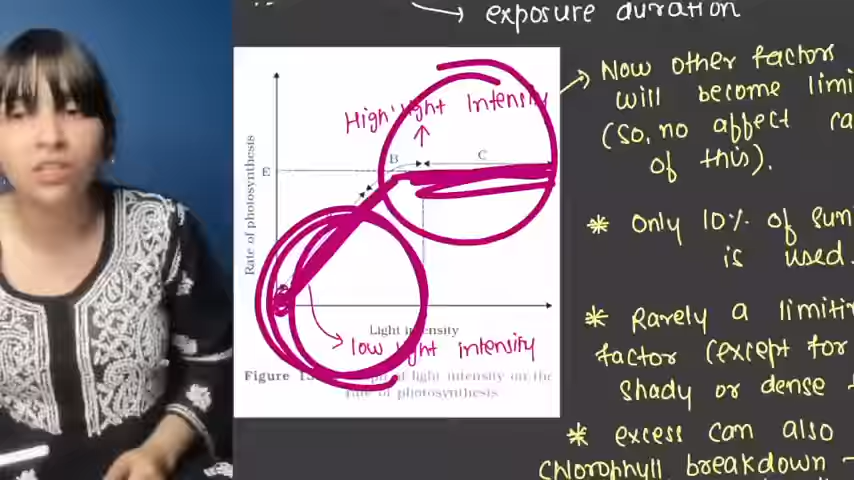 exposure duration
Now other factors
will become limi
(So, no affect ca
of this).
High light Intensity
B
C
E
Rate of photosynthesis
Light intensity
low light intensity
Figure
of light intensity on the
rate of photosynthesis
* Only 10% of sun
is used.
* Rarely a limitin
factor (except for
shady or dense
* excess can also
chlorophyll breakdown